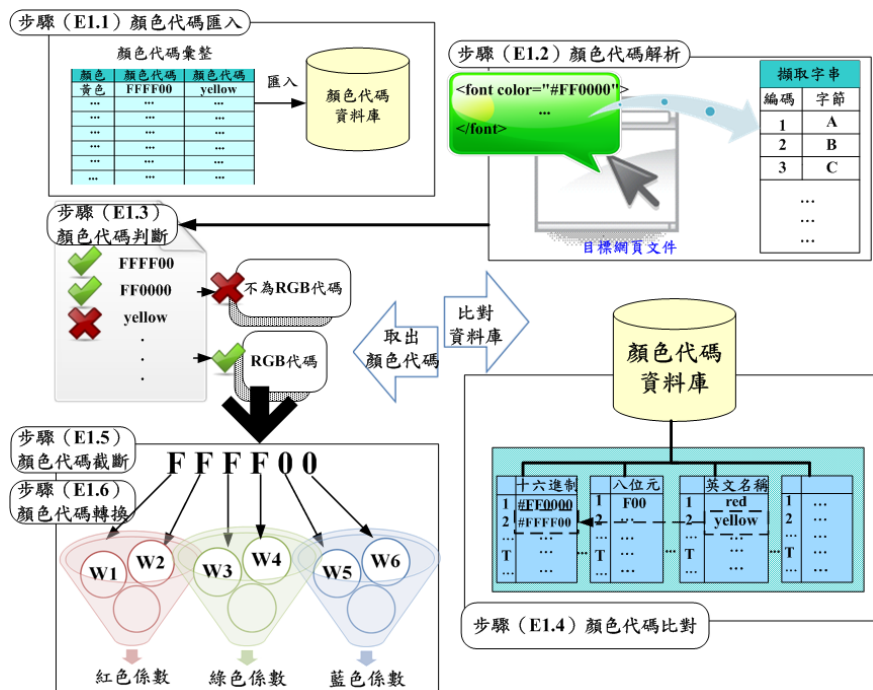 步驟（E1.1）顏色代碼匯入
顏色代碼彙整
顏色 顏色代碼 顏色代碼
黃色 FFFF00 yellow
... ... ...
... ... ...
... ... ...
... ... ...
... ... ...
... ... ...
匯入
顏色代碼
資料庫
步驟（E1.2）顏色代碼解析
<font color="#FF0000">
...
</font>
目標網頁文件
擷取字串
編碼 字節
1 A
2 B
3 C
...
...
...
步驟（E1.3）
顏色代碼判斷
FFFF00
FF0000
yellow
.
.
.
不為RGB代碼
RGB代碼
取出
顏色代碼
比對
資料庫
顏色代碼
資料庫
十六進制 八位元 英文名稱
1 #FF0000 1 F00 1 red 1 ...
2 #FFFF00 2 ... 2 yellow 2 ...
... ... ... ... ... ... ... ...
T ... ... T ... ... T ... ... T ...
... ... ... ... ... ... ...
步驟（E1.4）顏色代碼比對
步驟（E1.5）
顏色代碼截斷
F F F F 0 0
步驟（E1.6）
顏色代碼轉換
W1 W2 W3 W4 W5 W6
紅色係數 綠色係數 藍色係數